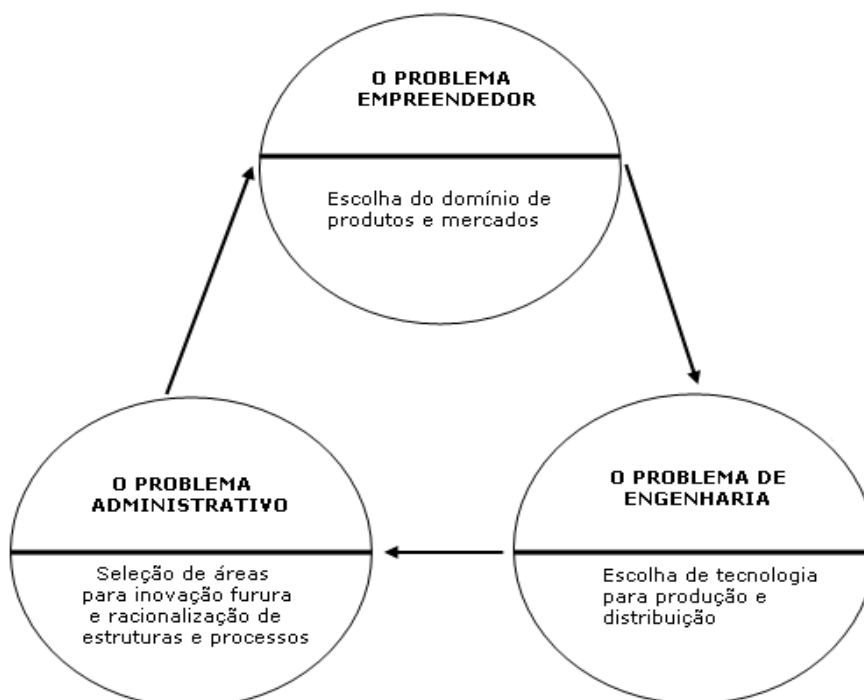 O PROBLEMA
EMPREENDEDOR
Escolha do domínio de
produtos e mercados
O PROBLEMA
ADMINISTRATIVO
Seleção de áreas
para inovação furura
e racionalização de
estruturas e processos
O PROBLEMA DE
ENGENHARIA
Escolha de tecnologia
para produção e
distribuição